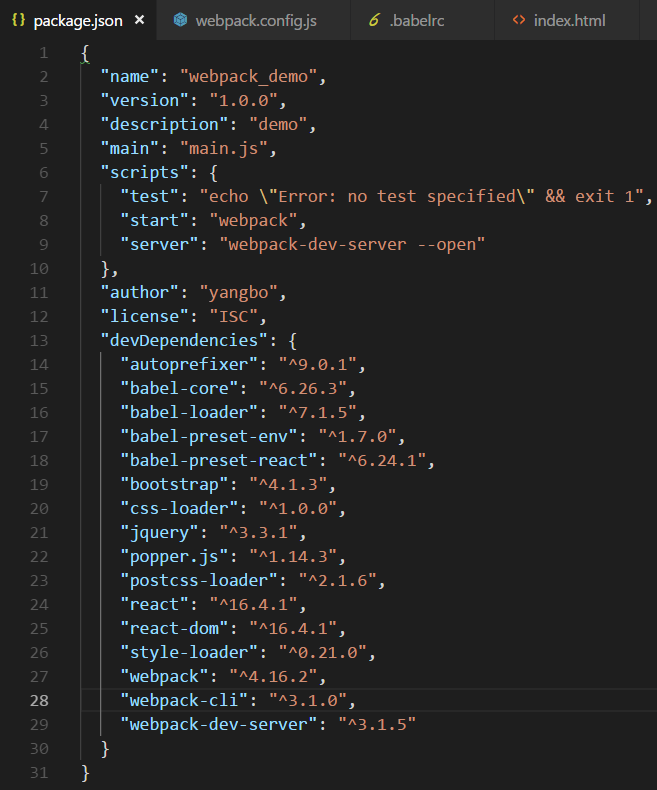 package.json × webpack.config.js .babelrc index.html
1 {
2 "name": "webpack_demo",
3 "version": "1.0.0",
4 "description": "demo",
5 "main": "main.js",
6 "scripts": {
7 "test": "echo \"Error: no test specified\" && exit 1",
8 "start": "webpack",
9 "server": "webpack-dev-server --open"
10 },
11 "author": "yangbo",
12 "license": "ISC",
13 "devDependencies": {
14 "autoprefixer": "^9.0.1",
15 "babel-core": "^6.26.3",
16 "babel-loader": "^7.1.5",
17 "babel-preset-env": "^1.7.0",
18 "babel-preset-react": "^6.24.1",
19 "bootstrap": "^4.1.3",
20 "css-loader": "^1.0.0",
21 "jquery": "^3.3.1",
22 "popper.js": "^1.14.3",
23 "postcss-loader": "^2.1.6",
24 "react": "^16.4.1",
25 "react-dom": "^16.4.1",
26 "style-loader": "^0.21.0",
27 "webpack": "^4.16.2",
28 "webpack-cli": "^3.1.0",
29 "webpack-dev-server": "^3.1.5"
30 }
31 }